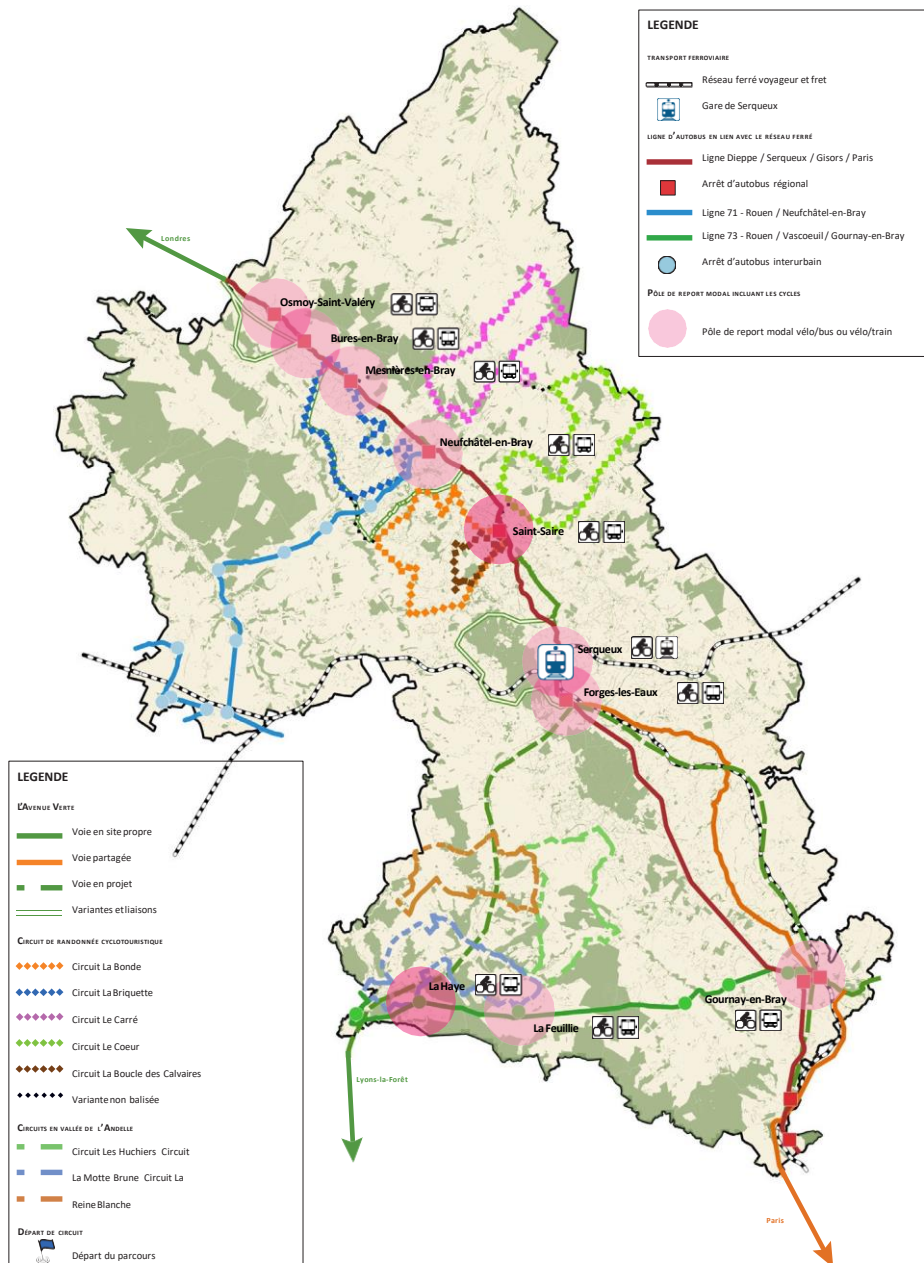 LEGENDE
TRANSPORT FERROVIAIRE
Réseau ferré voyageur et fret
Gare de Serqueux
LIGNE D'AUTOBUS EN LIEN AVEC LE RÉSEAU FERRÉ
Ligne Dieppe / Serqueux / Gisors / Paris
Arrêt d'autobus régional
Ligne 71 - Rouen / Neufchâtel-en-Bray
Ligne 73 - Rouen / Vascoeuil / Gournay-en-Bray
Arrêt d'autobus interurbain
PÔLE DE REPORT MODAL INCLUANT LES CYCLES
Pôle de report modal vélo/bus ou vélo/train
Londres
Osmoy-Saint-Valéry
Bures-en-Bray
Mesnières-en-Bray
Neufchâtel-en-Bray
Saint-Saire
Serqueux
Forges-les-Eaux
La Haye
La Feuillie
Gournay-en-Bray
Lyons-la-Forêt
Paris
LEGENDE
L'AVENUE VERTE
Voie en site propre
Voie partagée
Voie en projet
Variantes et liaisons
CIRCUIT DE RANDONNÉE CYCLOTOURISTIQUE
Circuit La Bonde
Circuit La Briquette
Circuit Le Carré
Circuit Le Coeur
Circuit La Boucle des Calvaires
Variante non balisée
CIRCUITS EN VALLÉE DE L'ANDELLE
Circuit Les Huchiers Circuit
La Motte Brune Circuit La
Reine Blanche
DÉPART DE CIRCUIT
Départ du parcours